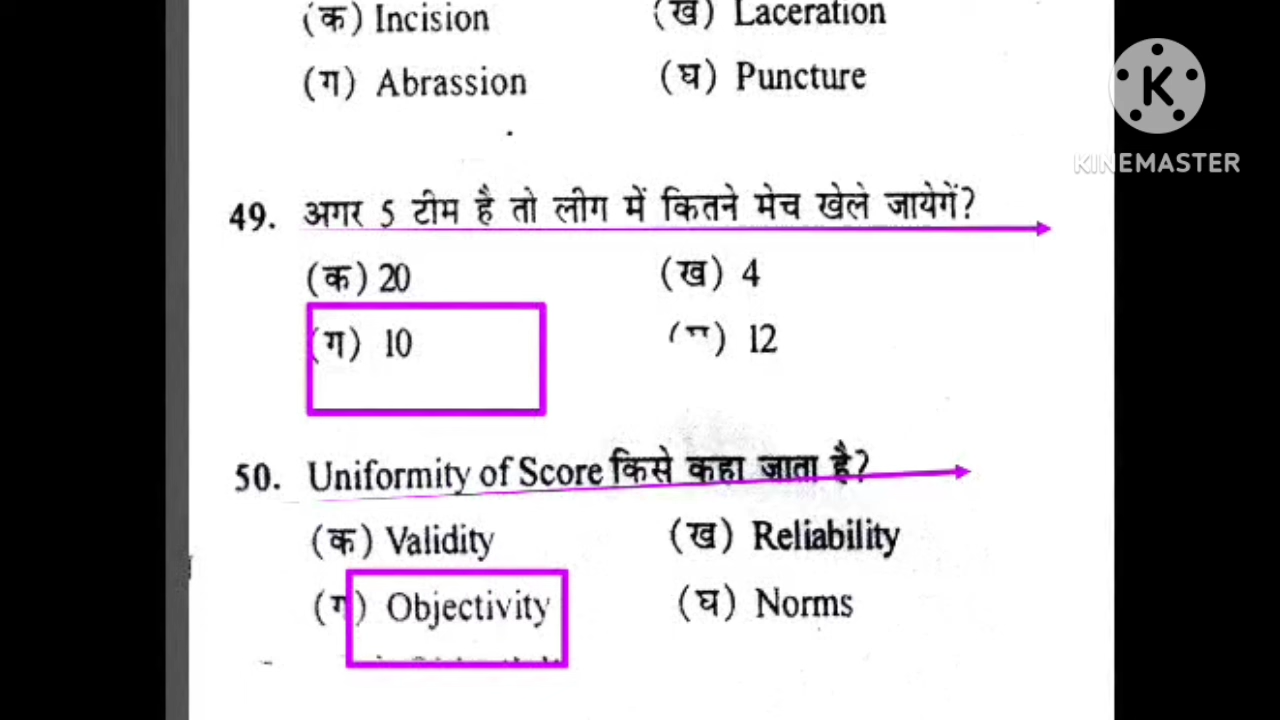 (क) Incision (ख) Laceration
(ग) Abrassion (घ) Puncture
K
KINEMASTER
49. अगर 5 टीम है तो लीग में कितने मेच खेले जायेगें?
(क) 20 (ख) 4
(ग) 10 12
50. Uniformity of Score किसे कहा जाता है?
(क) Validity (ख) Reliability
(ग) Objectivity (घ) Norms